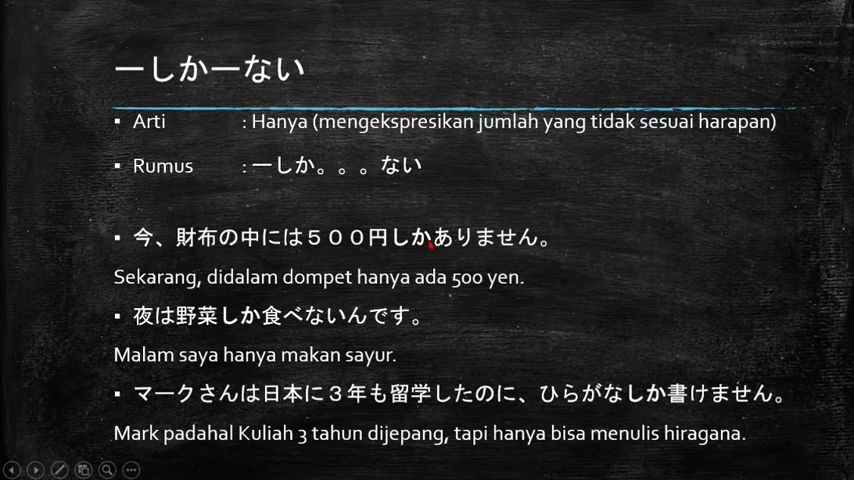 ーしかーない
▪ Arti : Hanya (mengekspresikan jumlah yang tidak sesuai harapan)
▪ Rumus : ーしか。。。ない
▪ 今、財布の中には５００円しかありません。
Sekarang, didalam dompet hanya ada 500 yen.
▪ 夜は野菜しか食べないんです。
Malam saya hanya makan sayur.
▪ マークさんは日本に３年も留学したのに、ひらがなしか書けません。
Mark padahal Kuliah 3 tahun dijepang, tapi hanya bisa menulis hiragana.